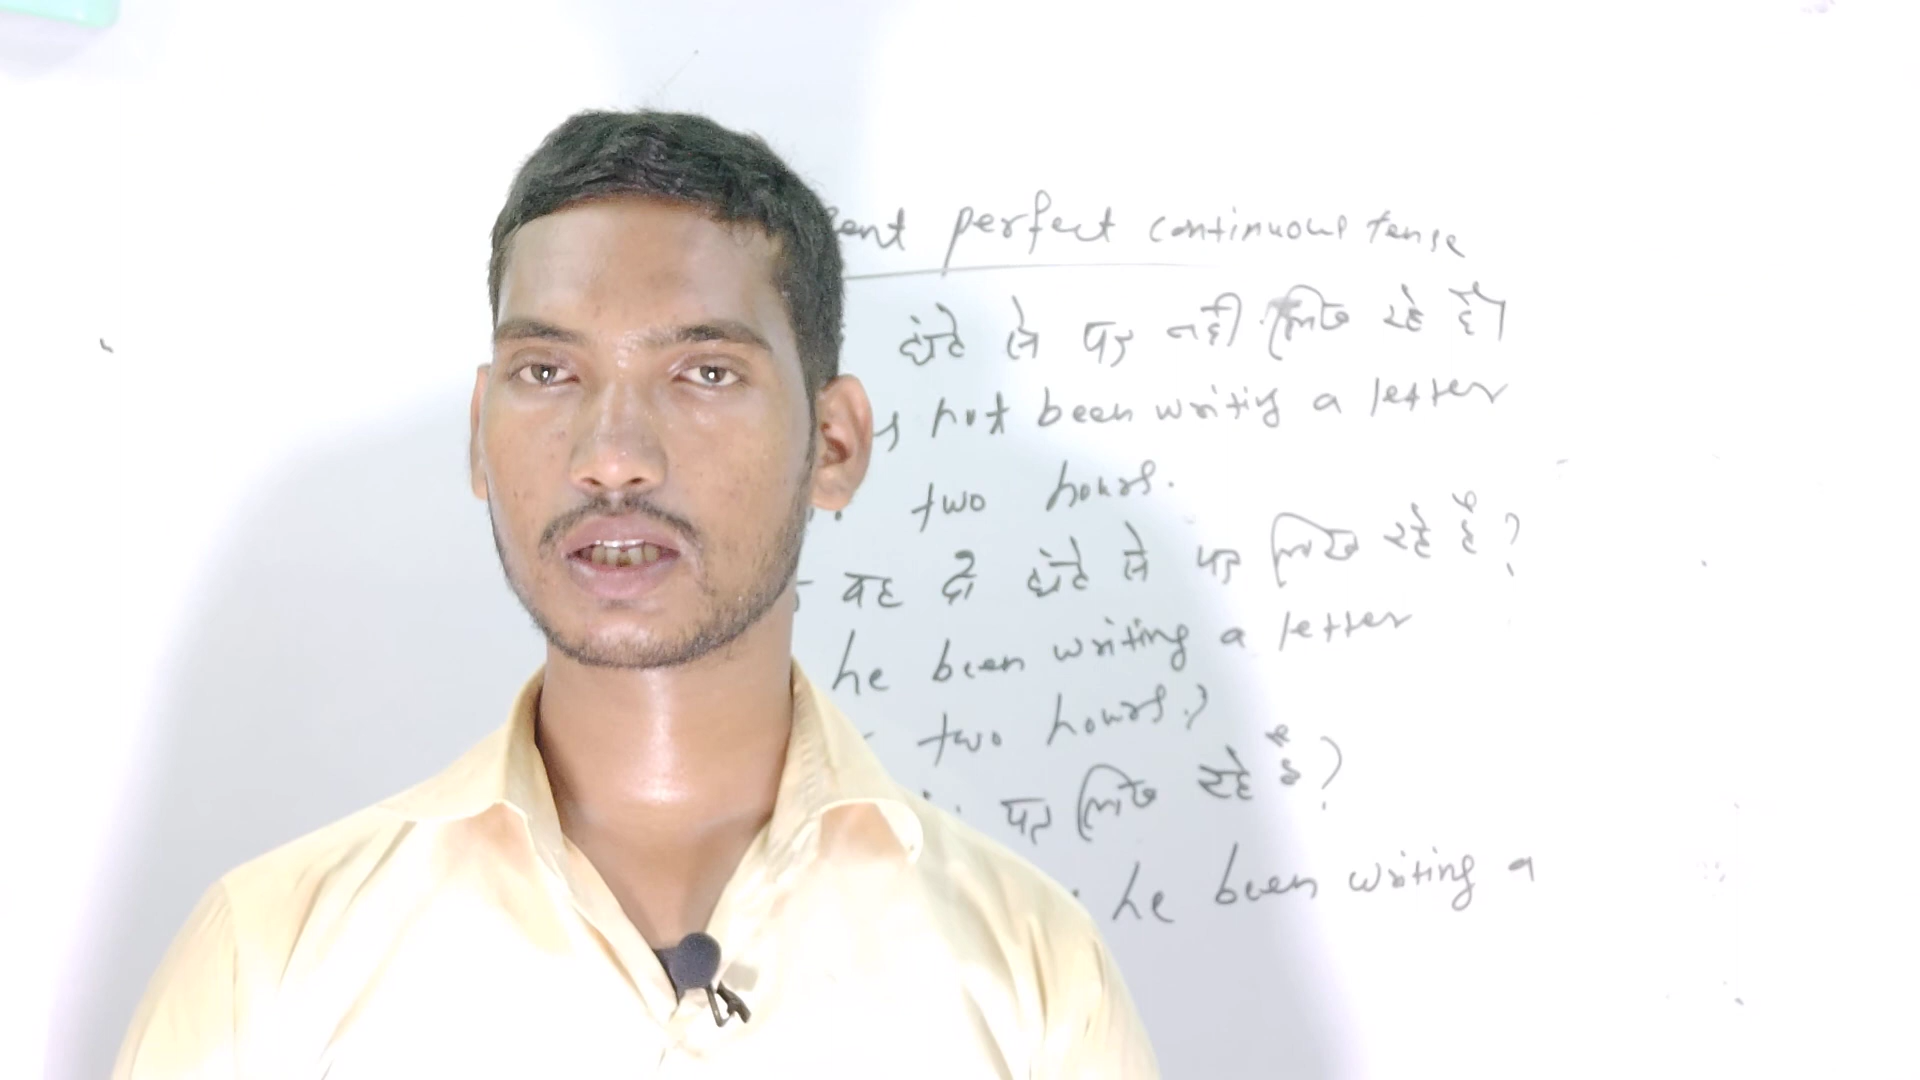 ent perfect continuous tense
घंटे से पत्र नहीं लिख रहे हैं।
s not been writing a letter
two hours.
वह दो घंटे से पत्र लिख रहे हैं?
he been writing a letter
two hours?
पत्र लिख रहे हैं?
he been writing a